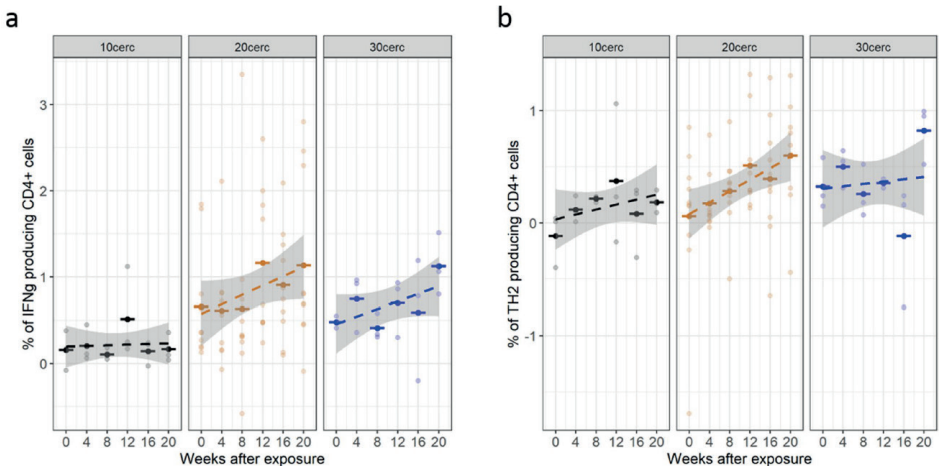 a
10cerc 20cerc 30cerc
% of IFNg producing CD4+ cells
3
2
1
0
0 4 8 12 16 20 0 4 8 12 16 20 0 4 8 12 16 20
Weeks after exposure
b
10cerc 20cerc 30cerc
% of TH2 producing CD4+ cells
1
0
-1
0 4 8 12 16 20 0 4 8 12 16 20 0 4 8 12 16 20
Weeks after exposure